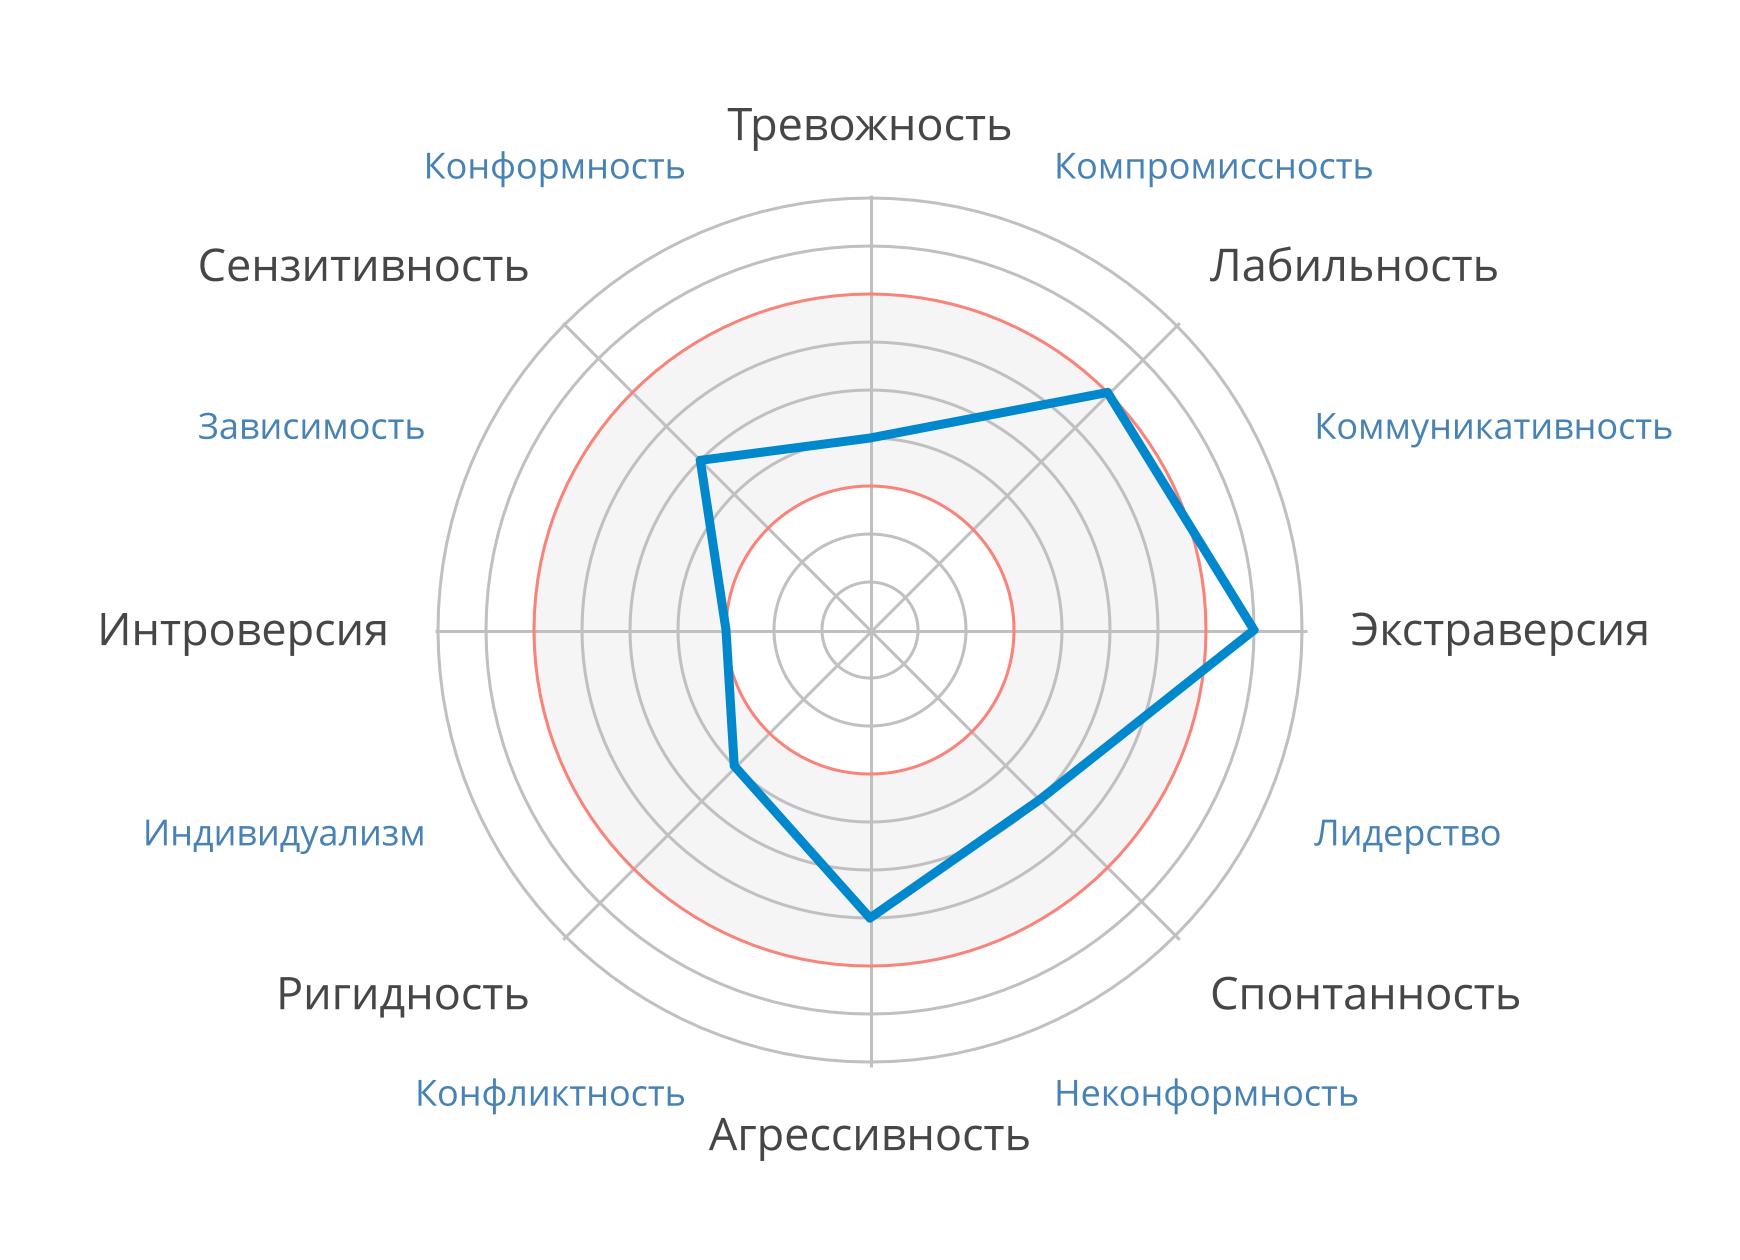 Тревожность
Конформность
Компромиссность
Сензитивность
Лабильность
Зависимость
Коммуникативность
Интроверсия
Экстраверсия
Индивидуализм
Лидерство
Ригидность
Спонтанность
Конфликтность
Неконформность
Агрессивность